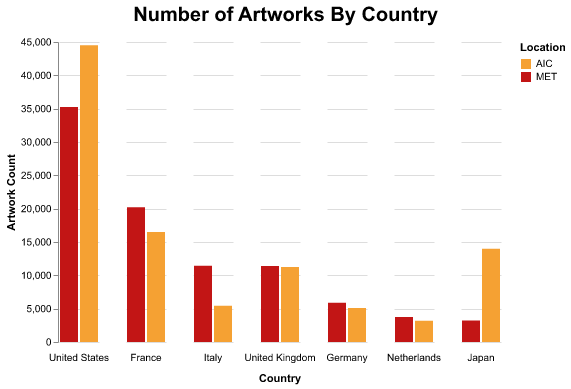 Number of Artworks By Country
Location
AIC
MET
Artwork Count
45,000
40,000
35,000
30,000
25,000
20,000
15,000
10,000
5,000
0
United States
France
Italy
United Kingdom
Germany
Netherlands
Japan
Country